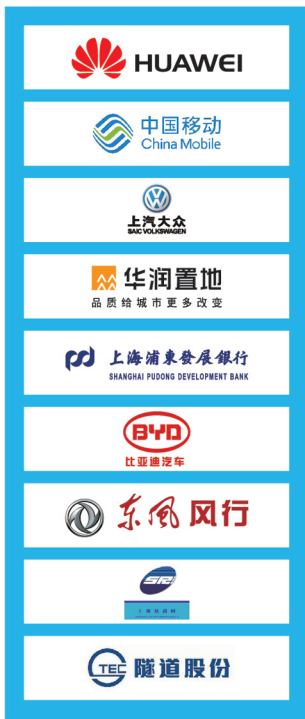 HUAWEI
中国移动
China Mobile
上汽大众
SAIC VOLKSWAGEN
华润置地
品质给城市更多改变
上海浦東發展銀行
SHANGHAI PUDONG DEVELOPMENT BANK
BYD
比亚迪汽车
东风风行
SRI
STEC 隧道股份